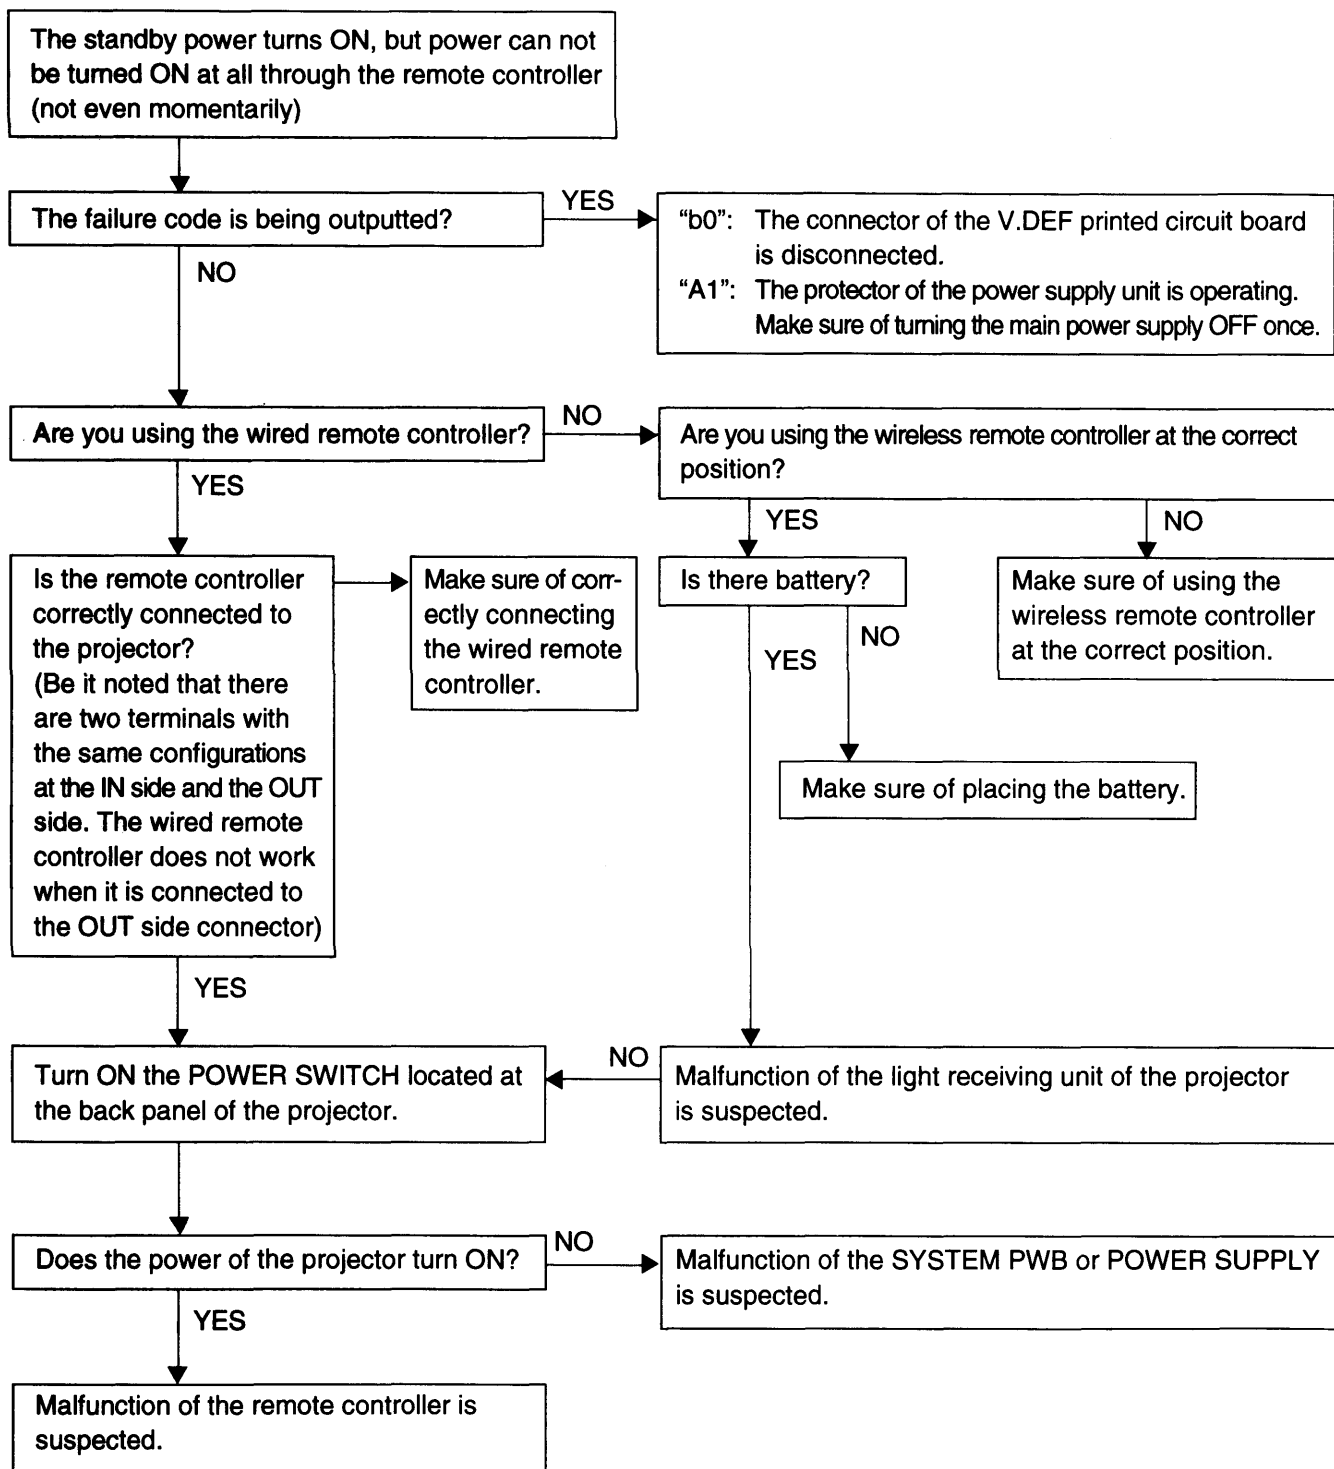 The standby power turns ON, but power can not
be turned ON at all through the remote controller
(not even momentarily)
The failure code is being outputted?
YES
“b0”: The connector of the V.DEF printed circuit board
is disconnected.
“A1”: The protector of the power supply unit is operating.
Make sure of turning the main power supply OFF once.
NO
Are you using the wired remote controller?
NO
Are you using the wireless remote controller at the correct
position?
YES
YES
NO
Is the remote controller
correctly connected to
the projector?
(Be it noted that there
are two terminals with
the same configurations
at the IN side and the OUT
side. The wired remote
controller does not work
when it is connected to
the OUT side connector)
Make sure of corr-
ectly connecting
the wired remote
controller.
Is there battery?
Make sure of using the
wireless remote controller
at the correct position.
YES
NO
Make sure of placing the battery.
YES
Turn ON the POWER SWITCH located at
the back panel of the projector.
NO
Malfunction of the light receiving unit of the projector
is suspected.
Does the power of the projector turn ON?
NO
Malfunction of the SYSTEM PWB or POWER SUPPLY
is suspected.
YES
Malfunction of the remote controller is
suspected.